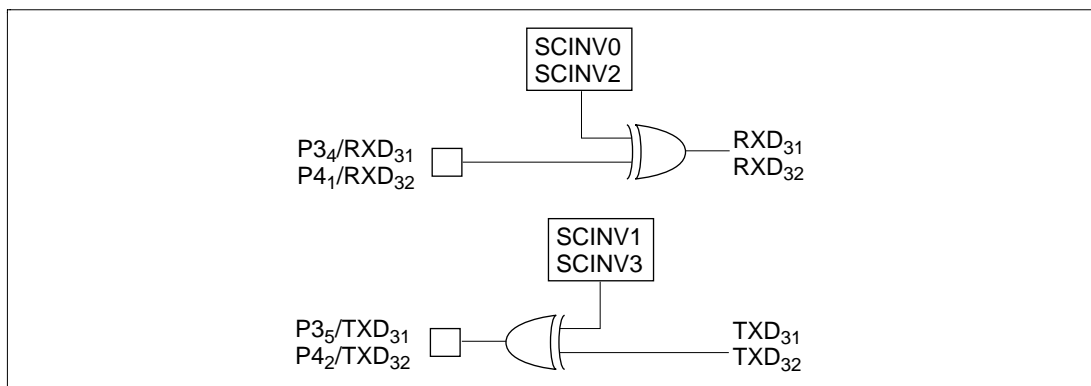 SCINV0
SCINV2
P3₄/RXD₃₁
P4₁/RXD₃₂
RXD₃₁
RXD₃₂
SCINV1
SCINV3
P3₅/TXD₃₁
P4₂/TXD₃₂
TXD₃₁
TXD₃₂